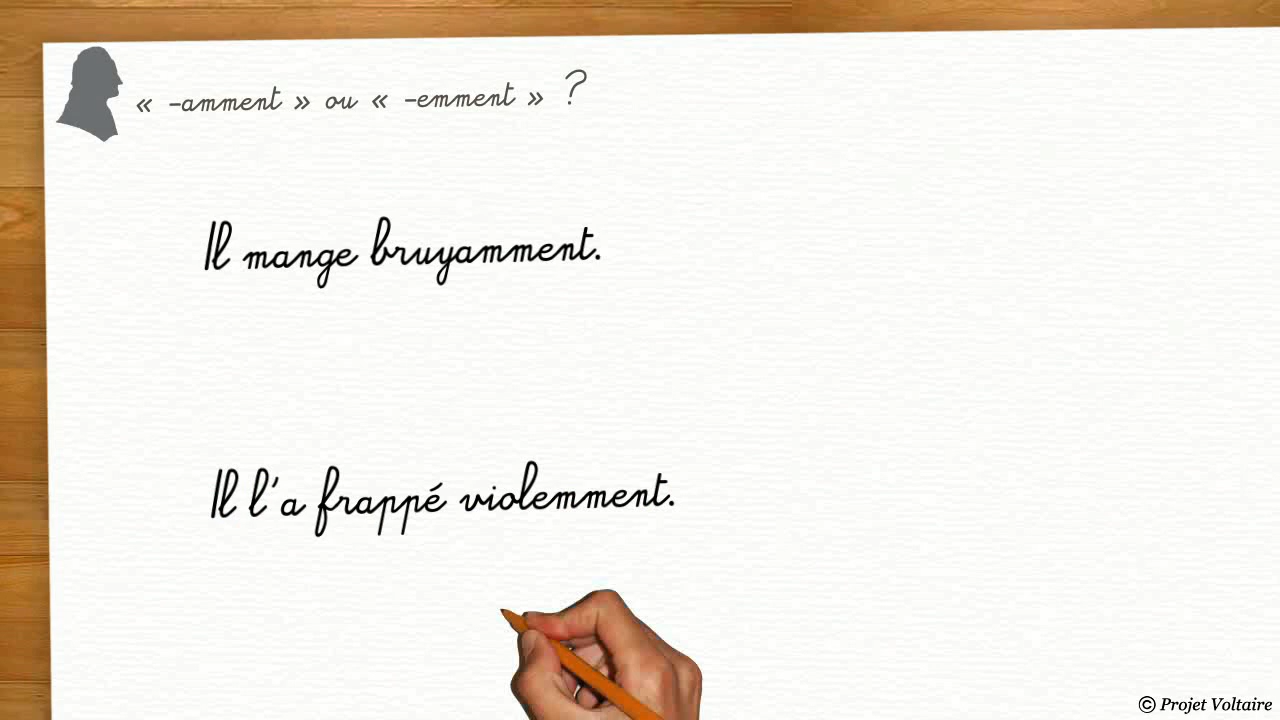 « -amment » ou « -emment » ?
Il mange bruyamment.
Il l'a frappé violemment.
© Projet Voltaire